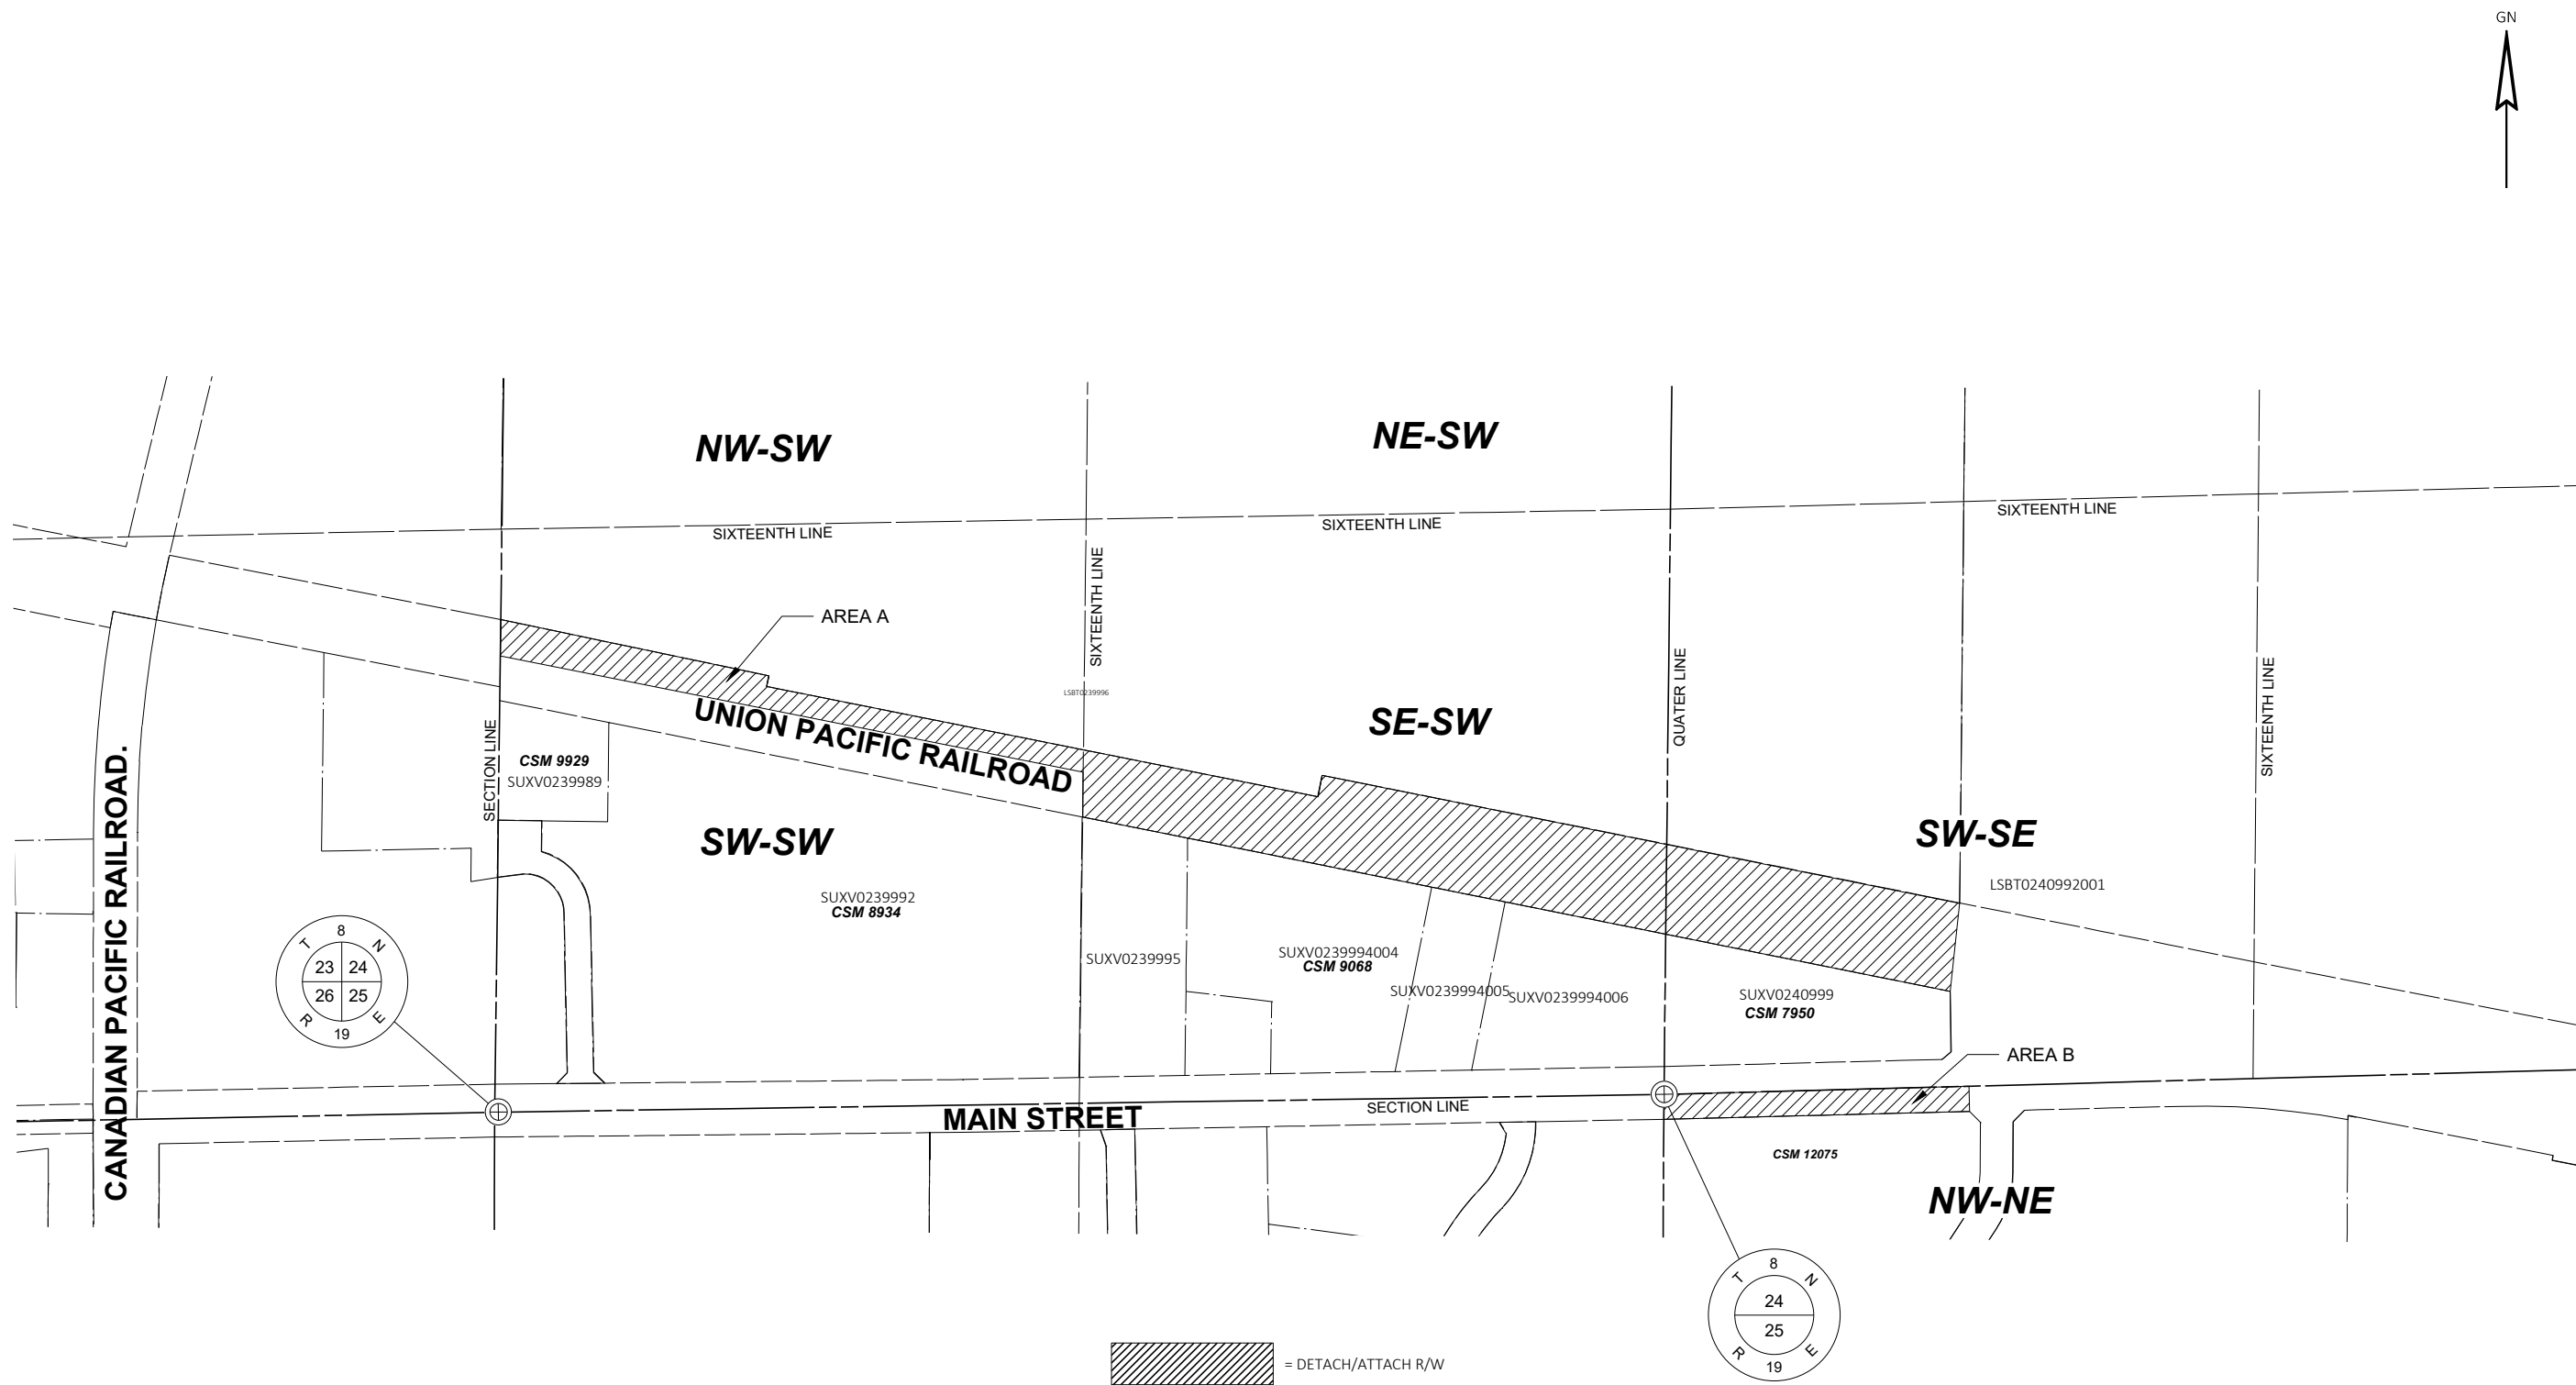 GN
NW-SW
NE-SW
SIXTEENTH LINE
SIXTEENTH LINE
SIXTEENTH LINE
AREA A
SIXTEENTH LINE
LSBT0239996
UNION PACIFIC RAILROAD
SE-SW
QUATER LINE
SIXTEENTH LINE
SECTION LINE
CSM 9929
SUXV0239989
SW-SW
SW-SE
LSBT0240992001
SUXV0239992
CSM 8934
CANADIAN PACIFIC RAILROAD.
T 8 N
23 24
26 25
R 19 E
SUXV0239995
SUXV0239994004
CSM 9068
SUXV0239994005
SUXV0239994006
SUXV0240999
CSM 7950
AREA B
MAIN STREET
SECTION LINE
CSM 12075
NW-NE
T 8 N
24
25
R 19 E
= DETACH/ATTACH R/W